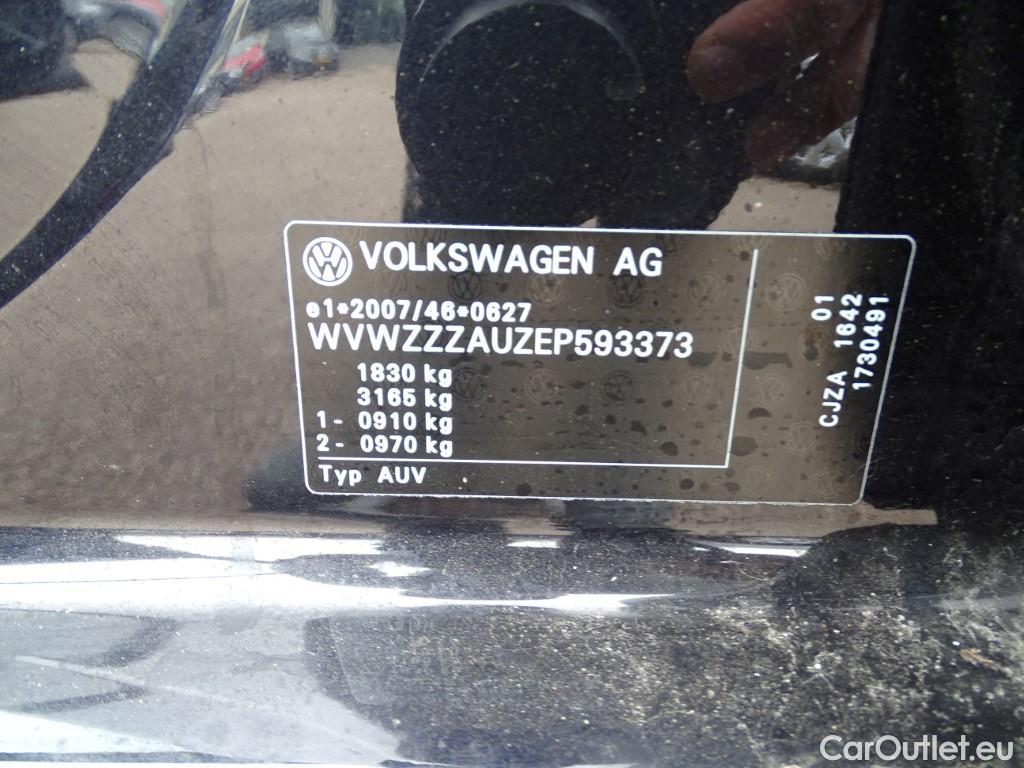 VOLKSWAGEN AG
e1*2007/46*0627
WVWZZZAUZEP593373
1830 kg
3165 kg
1- 0910 kg
2- 0970 kg
Typ AUV
01
CJZA 1642
1730491
CarOutlet.eu